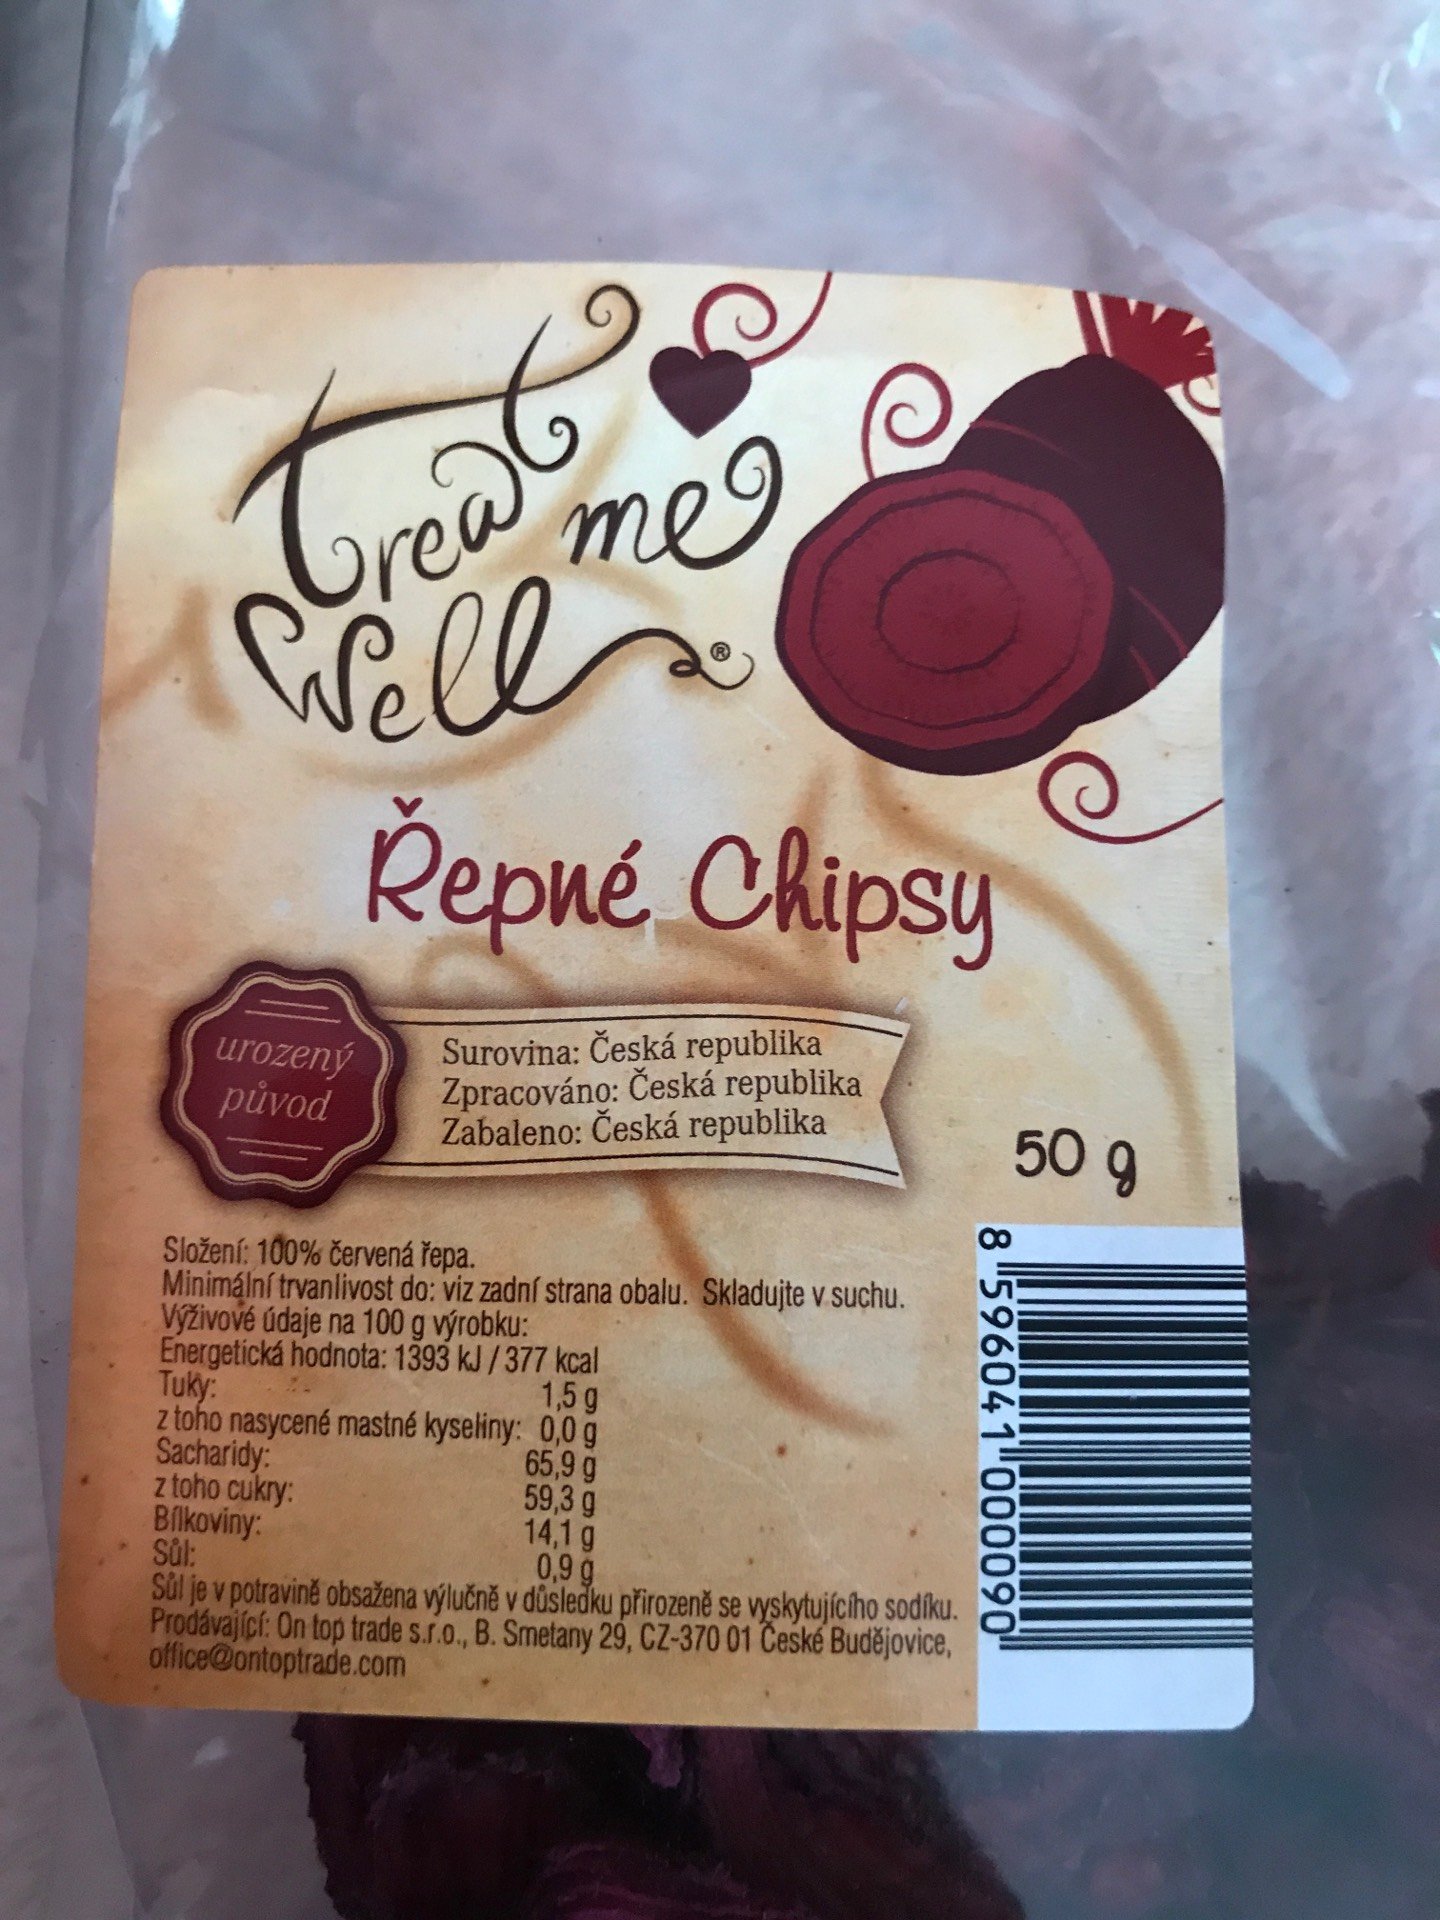 Treat
me
Well®
Řepné Chipsy
urozený
původ
Surovina: Česká republika
Zpracováno: Česká republika
Zabaleno: Česká republika
50 g
Složení: 100% červená řepa.
Minimální trvanlivost do: viz zadní strana obalu. Skladujte v suchu.
Výživové údaje na 100 g výrobku:
Energetická hodnota: 1393 kJ / 377 kcal
Tuky: 1,5 g
z toho nasycené mastné kyseliny: 0,0 g
Sacharidy: 65,9 g
z toho cukry: 59,3 g
Bílkoviny: 14,1 g
Sůl: 0,9 g
Sůl je v potravině obsažena výlučně v důsledku přirozeně se vyskytujícího sodíku.
Prodávající: On top trade s.r.o., B. Smetany 29, CZ-370 01 České Budějovice,
office@ontoptrade.com
8 596041 000090